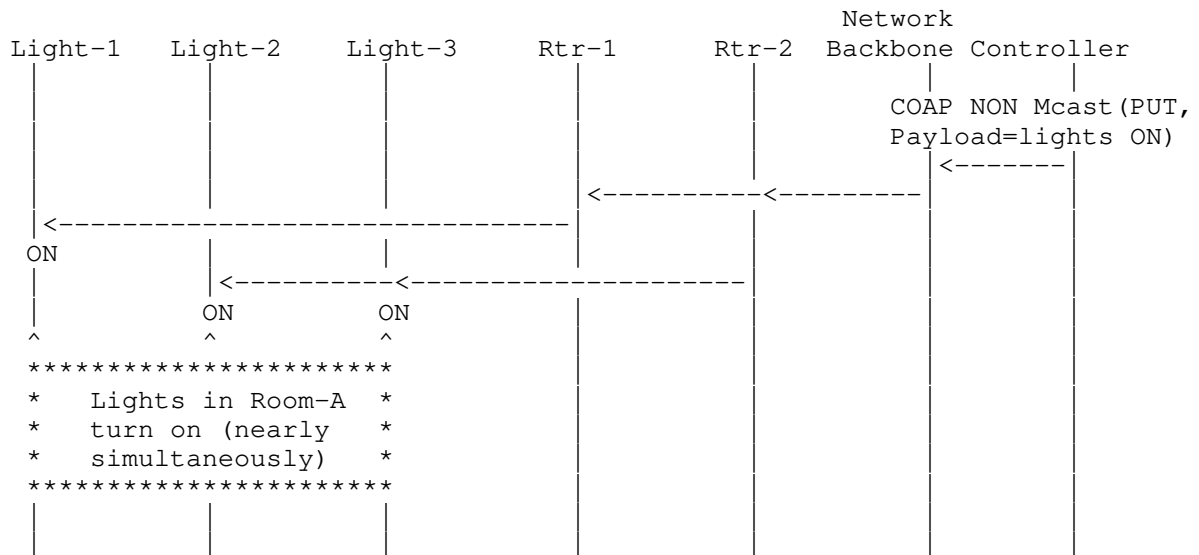 Network
Light-1 Light-2 Light-3 Rtr-1 Rtr-2 Backbone Controller
COAP NON Mcast(PUT,
Payload=lights ON)
ON
ON ON
Lights in Room-A
turn on (nearly
simultaneously)